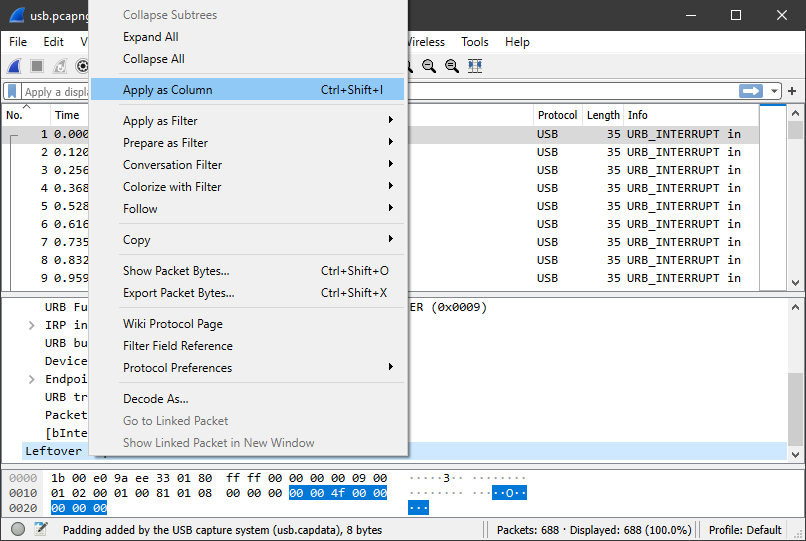 usb.pcapng
File Edit V Wireless Tools Help
Apply a displa
Collapse Subtrees
Expand All
Collapse All
Apply as Column Ctrl+Shift+I
Apply as Filter
Prepare as Filter
Conversation Filter
Colorize with Filter
Follow
Copy
Show Packet Bytes... Ctrl+Shift+O
Export Packet Bytes... Ctrl+Shift+X
Wiki Protocol Page
Filter Field Reference
Protocol Preferences
Decode As...
Go to Linked Packet
Show Linked Packet in New Window
No. Time Protocol Length Info
1 0.000 USB 35 URB_INTERRUPT in
2 0.120 USB 35 URB_INTERRUPT in
3 0.256 USB 35 URB_INTERRUPT in
4 0.368 USB 35 URB_INTERRUPT in
5 0.528 USB 35 URB_INTERRUPT in
6 0.616 USB 35 URB_INTERRUPT in
7 0.735 USB 35 URB_INTERRUPT in
8 0.832 USB 35 URB_INTERRUPT in
9 0.959 USB 35 URB_INTERRUPT in
URB Fu ER (0x0009)
IRP in
URB bu
Device
Endpoi
URB tr
Packet
[bInte
Leftover
0000 1b 00 e0 9a ee 33 01 80 ff ff 00 00 00 00 09 00 ·····3·· ········
0010 01 02 00 01 00 81 01 08 00 00 00 00 00 4f 00 00 ········ ·····O··
0020 00 00 00 ···
Padding added by the USB capture system (usb.capdata), 8 bytes Packets: 688 · Displayed: 688 (100.0%) Profile: Default